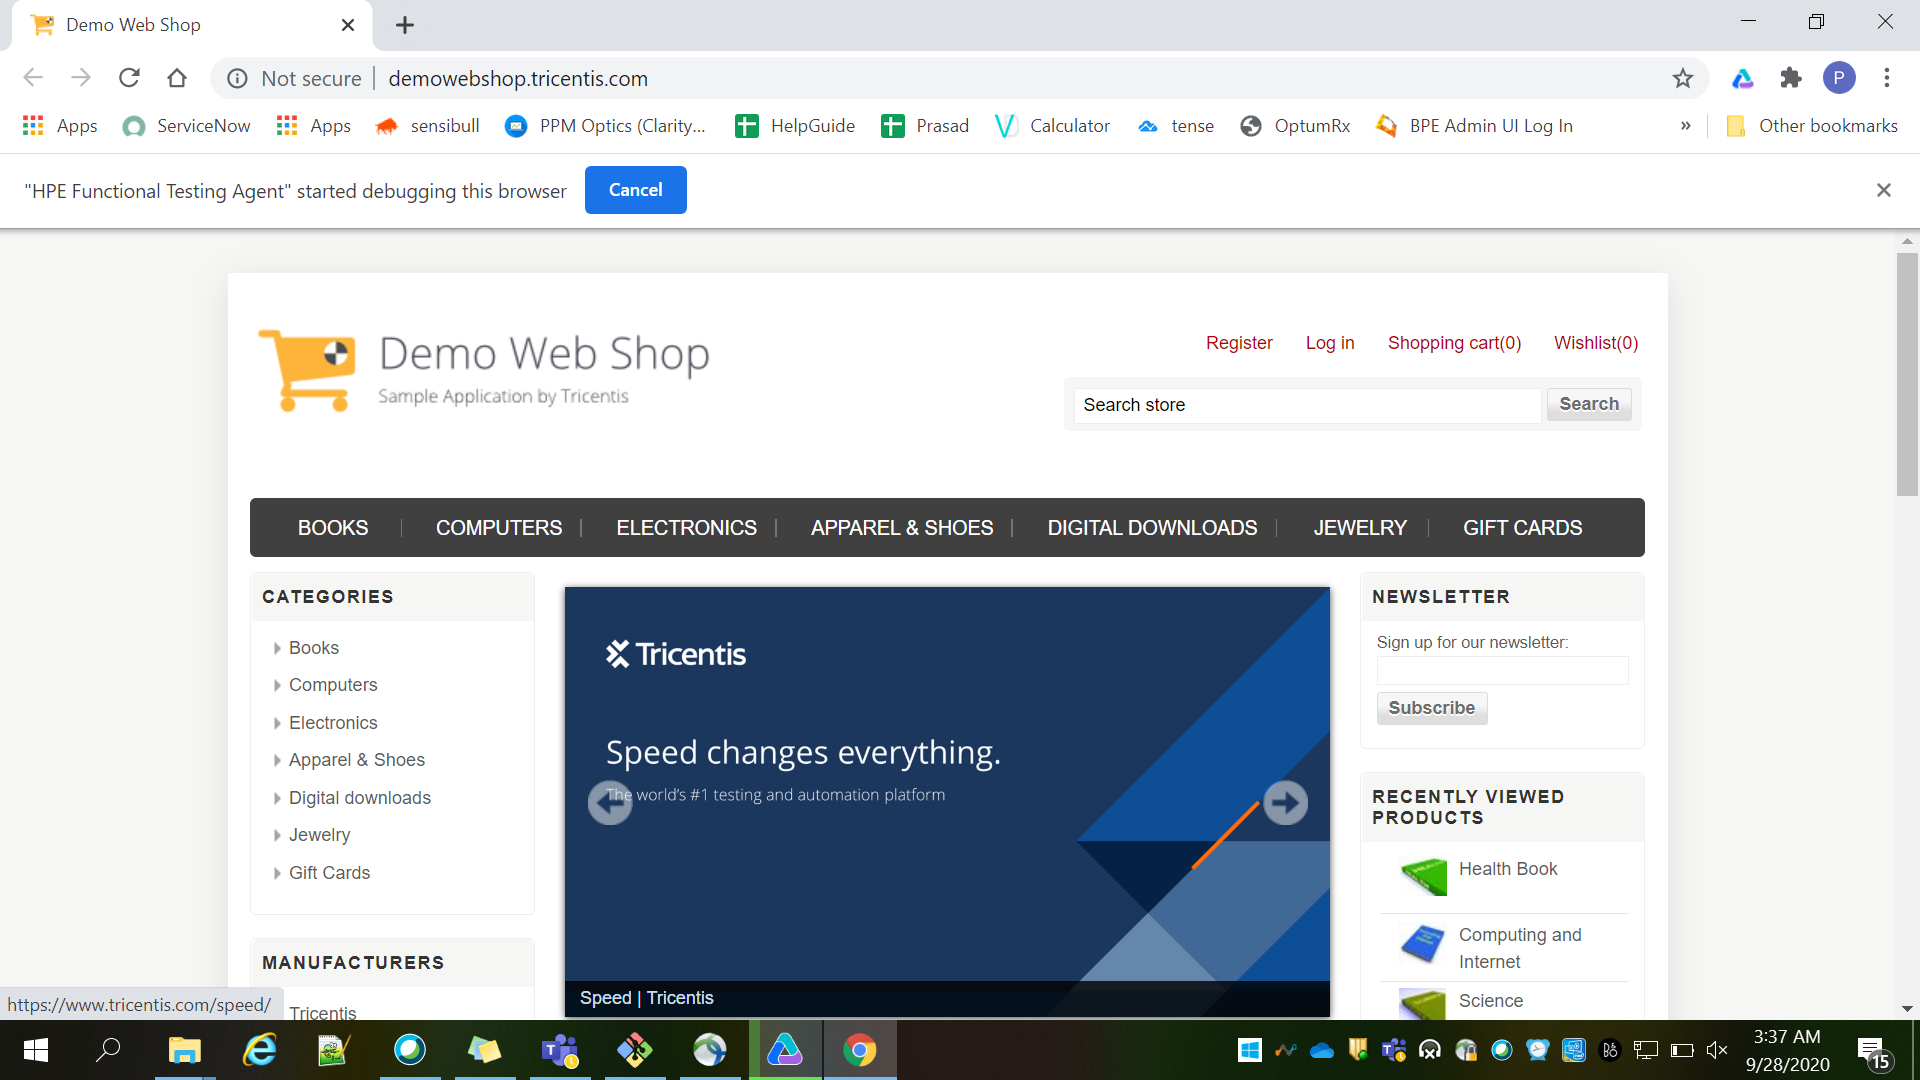 Demo Web Shop
Not secure
demowebshop.tricentis.com
P
Apps
ServiceNow
Apps
sensibull
PPM Optics (Clarity...
HelpGuide
Prasad
Calculator
tense
OptumRx
BPE Admin UI Log In
»
Other bookmarks
"HPE Functional Testing Agent" started debugging this browser
Cancel
Demo Web Shop
Sample Application by Tricentis
Register
Log in
Shopping cart(0)
Wishlist(0)
Search store
Search
BOOKS
COMPUTERS
ELECTRONICS
APPAREL & SHOES
DIGITAL DOWNLOADS
JEWELRY
GIFT CARDS
CATEGORIES
Books
Computers
Electronics
Apparel & Shoes
Digital downloads
Jewelry
Gift Cards
MANUFACTURERS
Tricentis
Tricentis
Speed changes everything.
The world's #1 testing and automation platform
Speed | Tricentis
NEWSLETTER
Sign up for our newsletter:
Subscribe
RECENTLY VIEWED
PRODUCTS
Health Book
Computing and
Internet
Science
https://www.tricentis.com/speed/
3:37 AM
9/28/2020
15